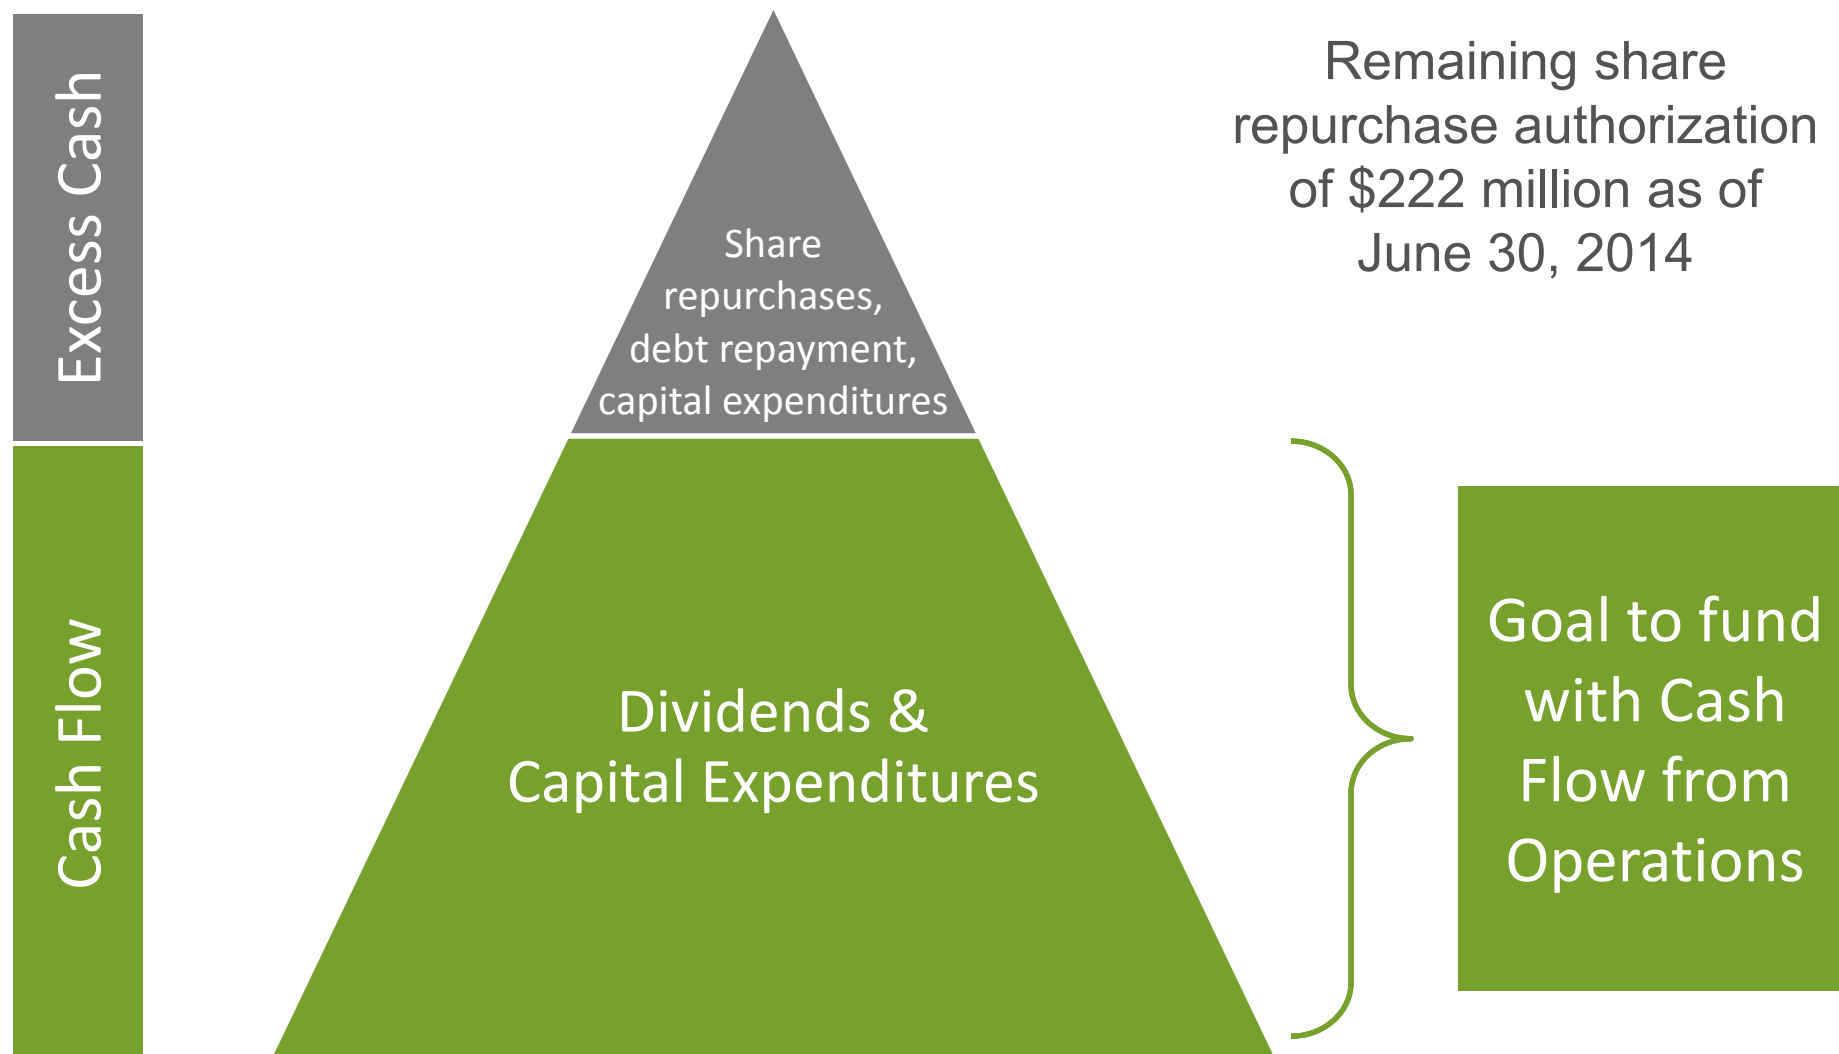 Excess Cash
Share
repurchases,
debt repayment,
capital expenditures
Remaining share
repurchase authorization
of $222 million as of
June 30, 2014
Cash Flow
Dividends &
Capital Expenditures
Goal to fund
with Cash
Flow from
Operations